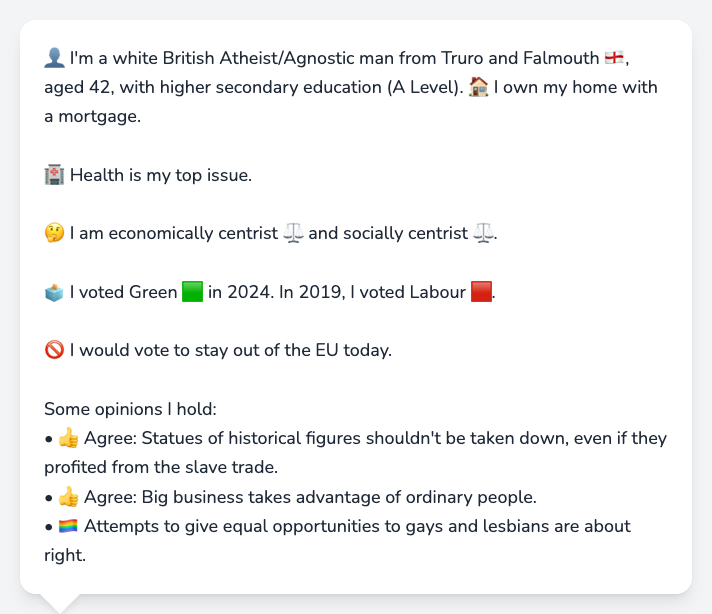 👤 I'm a white British Atheist/Agnostic man from Truro and Falmouth 🏴󠁧󠁢󠁥󠁮󠁧󠁿,
aged 42, with higher secondary education (A Level). 🏠 I own my home with
a mortgage.
🏥 Health is my top issue.
🤔 I am economically centrist ⚖️ and socially centrist ⚖️.
🗳️ I voted Green 🟩 in 2024. In 2019, I voted Labour 🟥.
🚫 I would vote to stay out of the EU today.
Some opinions I hold:
• 👍 Agree: Statues of historical figures shouldn't be taken down, even if they
profited from the slave trade.
• 👍 Agree: Big business takes advantage of ordinary people.
• 🏳️‍🌈 Attempts to give equal opportunities to gays and lesbians are about
right.